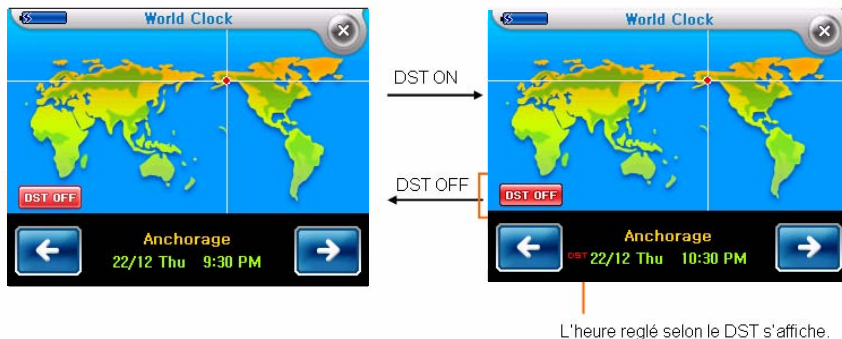 World Clock
DST OFF
Anchorage
22/12 Thu 9:30 PM
DST ON
DST OFF
World Clock
DST OFF
Anchorage
DST 22/12 Thu 10:30 PM
L'heure reglé selon le DST s'affiche.